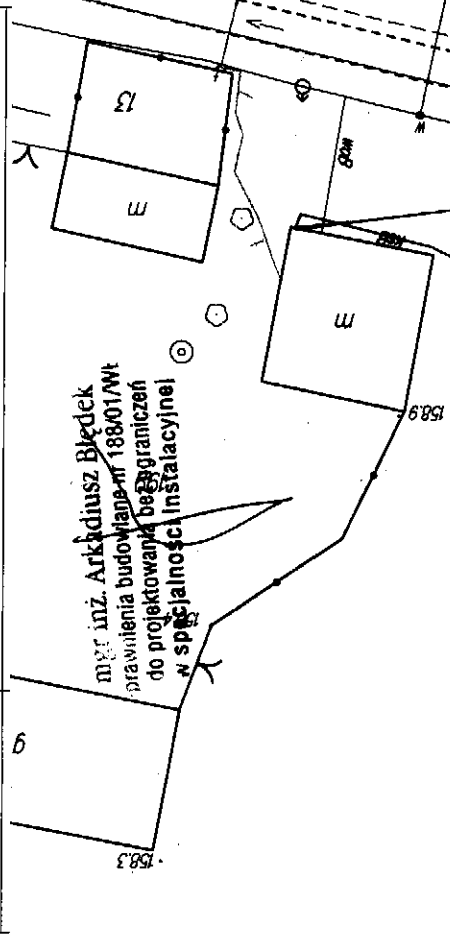 13
m
w
w08
m
158.9
mgr inż. Arkadiusz Błędek
uprawnienia budowlane nr 188/01/Wł
do projektowania bez ograniczeń
w specjalności instalacyjnej
g
158.3